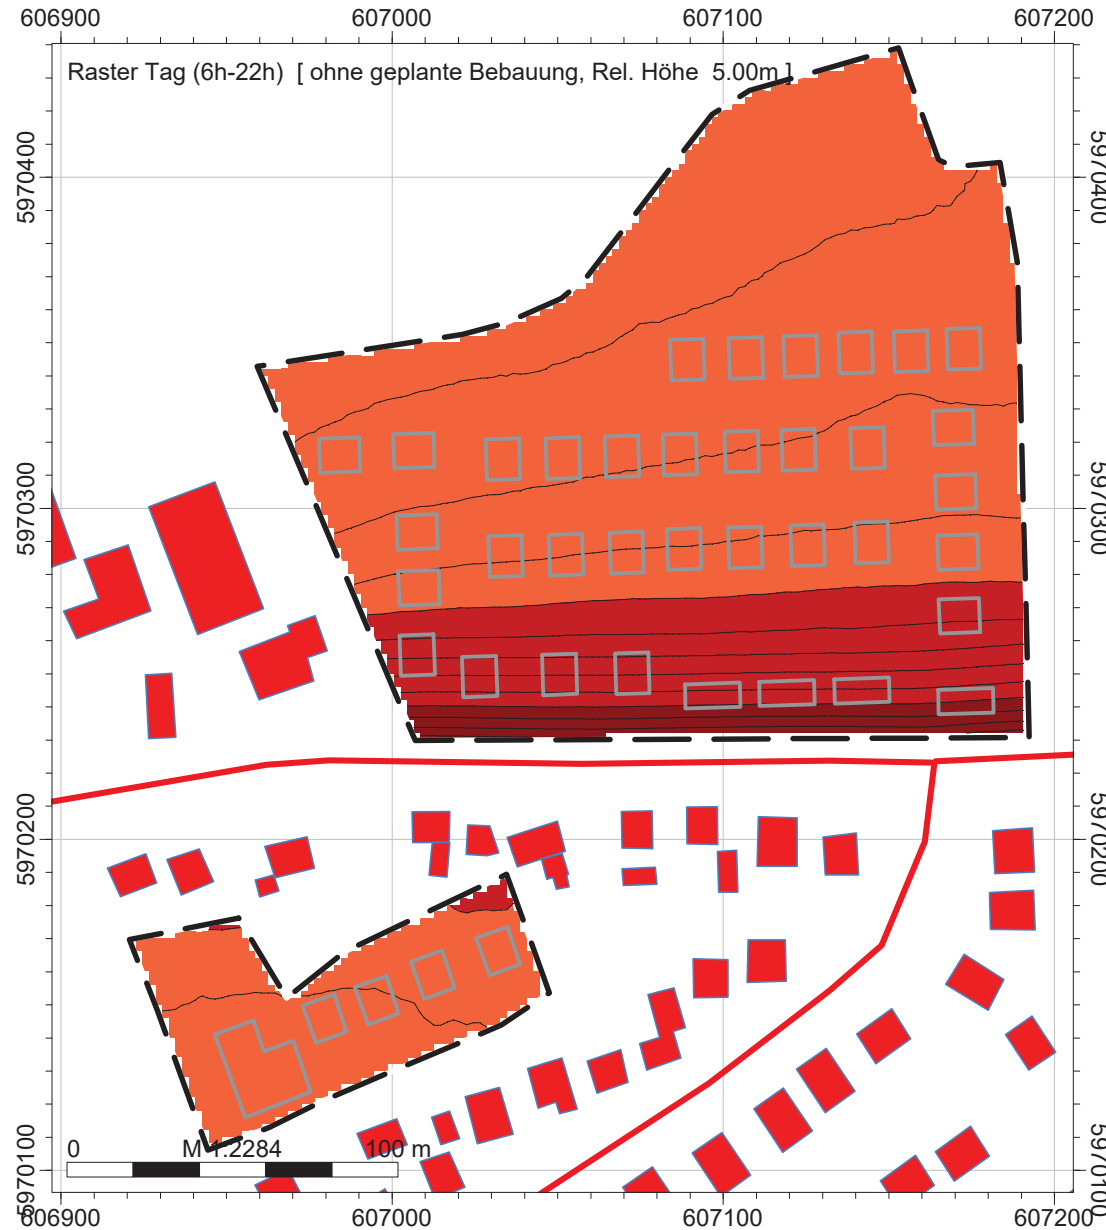 606900 607000 607100 607200
Raster Tag (6h-22h) [ ohne geplante Bebauung, Rel. Höhe 5.00m ]
5970400 5970400
5970300 5970300
5970200 5970200
5970100 5970100
0 M 1:2284 100 m
606900 607000 607100 607200